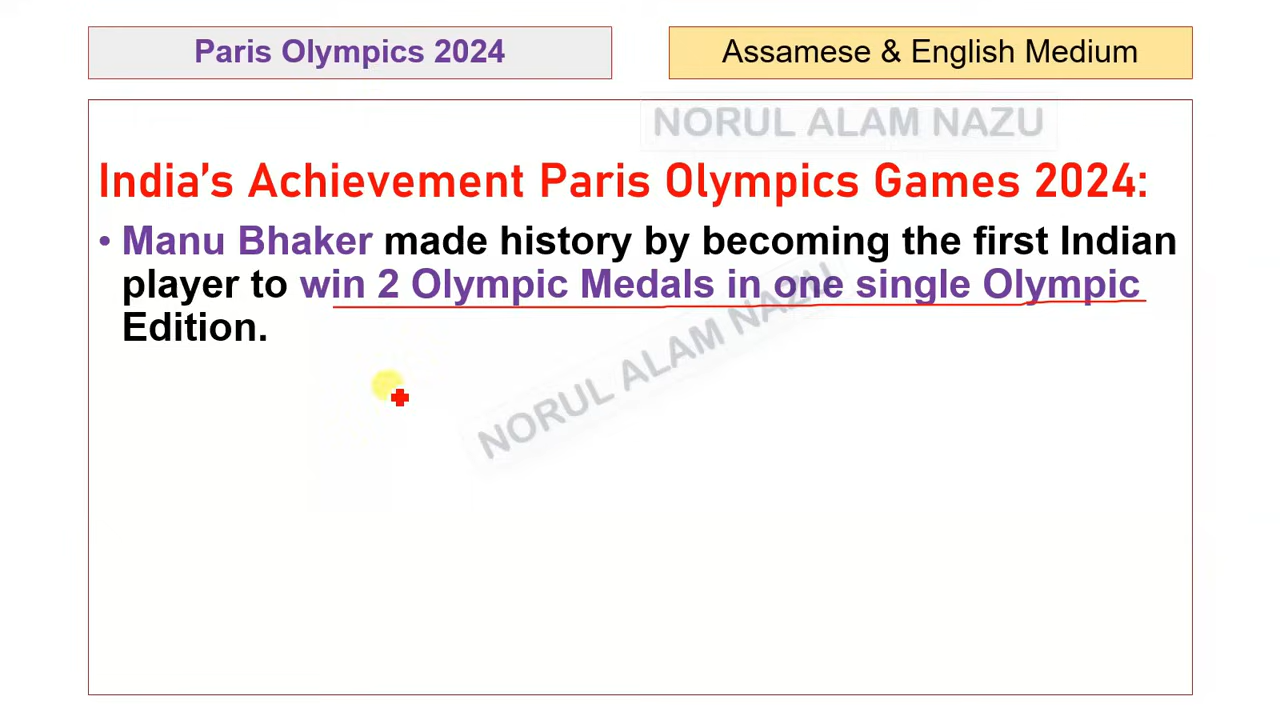 Paris Olympics 2024
Assamese & English Medium
NORUL ALAM NAZU
India’s Achievement Paris Olympics Games 2024:
• Manu Bhaker made history by becoming the first Indian
player to win 2 Olympic Medals in one single Olympic
Edition.
NORUL ALAM NAZU